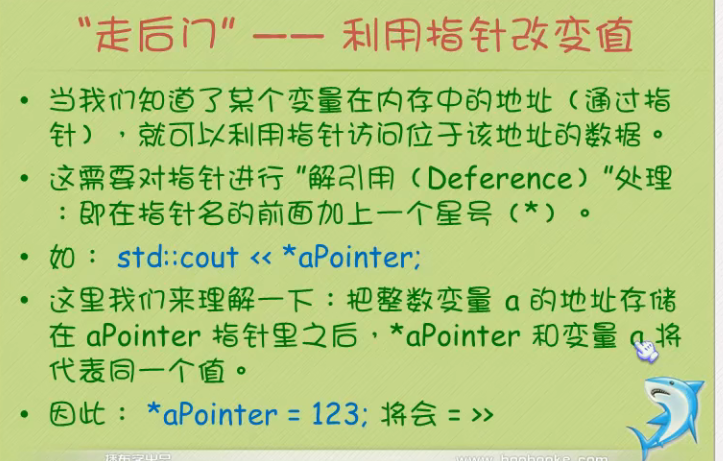 “走后门” —— 利用指针改变值
• 当我们知道了某个变量在内存中的地址（通过指
针），就可以利用指针访问位于该地址的数据。
• 这需要对指针进行 ”解引用（Deference）”处理
：即在指针名的前面加上一个星号（*）。
• 如： std::cout << *aPointer;
• 这里我们来理解一下：把整数变量 a 的地址存储
在 aPointer 指针里之后，*aPointer 和变量 a 将
代表同一个值。
• 因此： *aPointer = 123; 将会 = >>